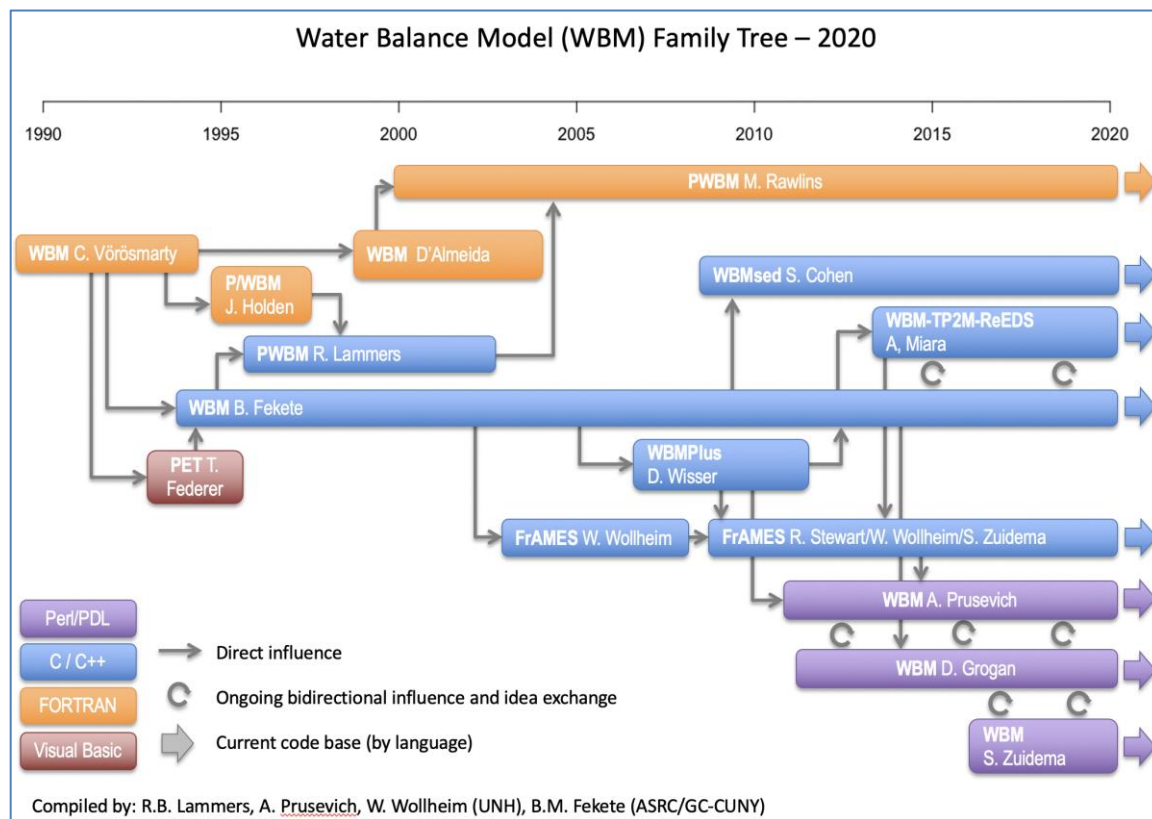 Water Balance Model (WBM) Family Tree – 2020
1990 1995 2000 2005 2010 2015 2020
PWBM M. Rawlins
WBM C. Vörösmarty
WBM D'Almeida
P/WBM
J. Holden
WBMsed S. Cohen
WBM-TP2M-ReEDS
A, Miara
PWBM R. Lammers
WBM B. Fekete
PET T.
Federer
WBMPlus
D. Wisser
FrAMES W. Wollheim
FrAMES R. Stewart/W. Wollheim/S. Zuidema
WBM A. Prusevich
WBM D. Grogan
WBM
S. Zuidema
Perl/PDL
C / C++
FORTRAN
Visual Basic
Direct influence
Ongoing bidirectional influence and idea exchange
Current code base (by language)
Compiled by: R.B. Lammers, A. Prusevich, W. Wollheim (UNH), B.M. Fekete (ASRC/GC-CUNY)